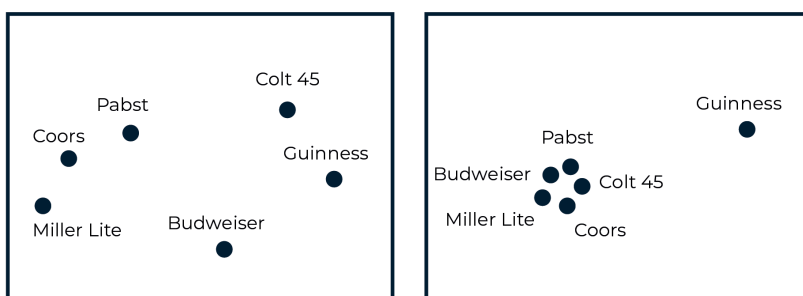 Colt 45
Pabst
Coors
Guinness
Budweiser
Miller Lite
Guinness
Pabst
Budweiser
Colt 45
Miller Lite
Coors